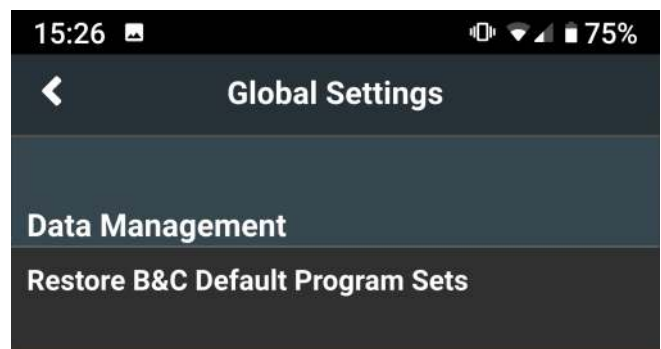 15:26 75%
Global Settings
Data Management
Restore B&C Default Program Sets